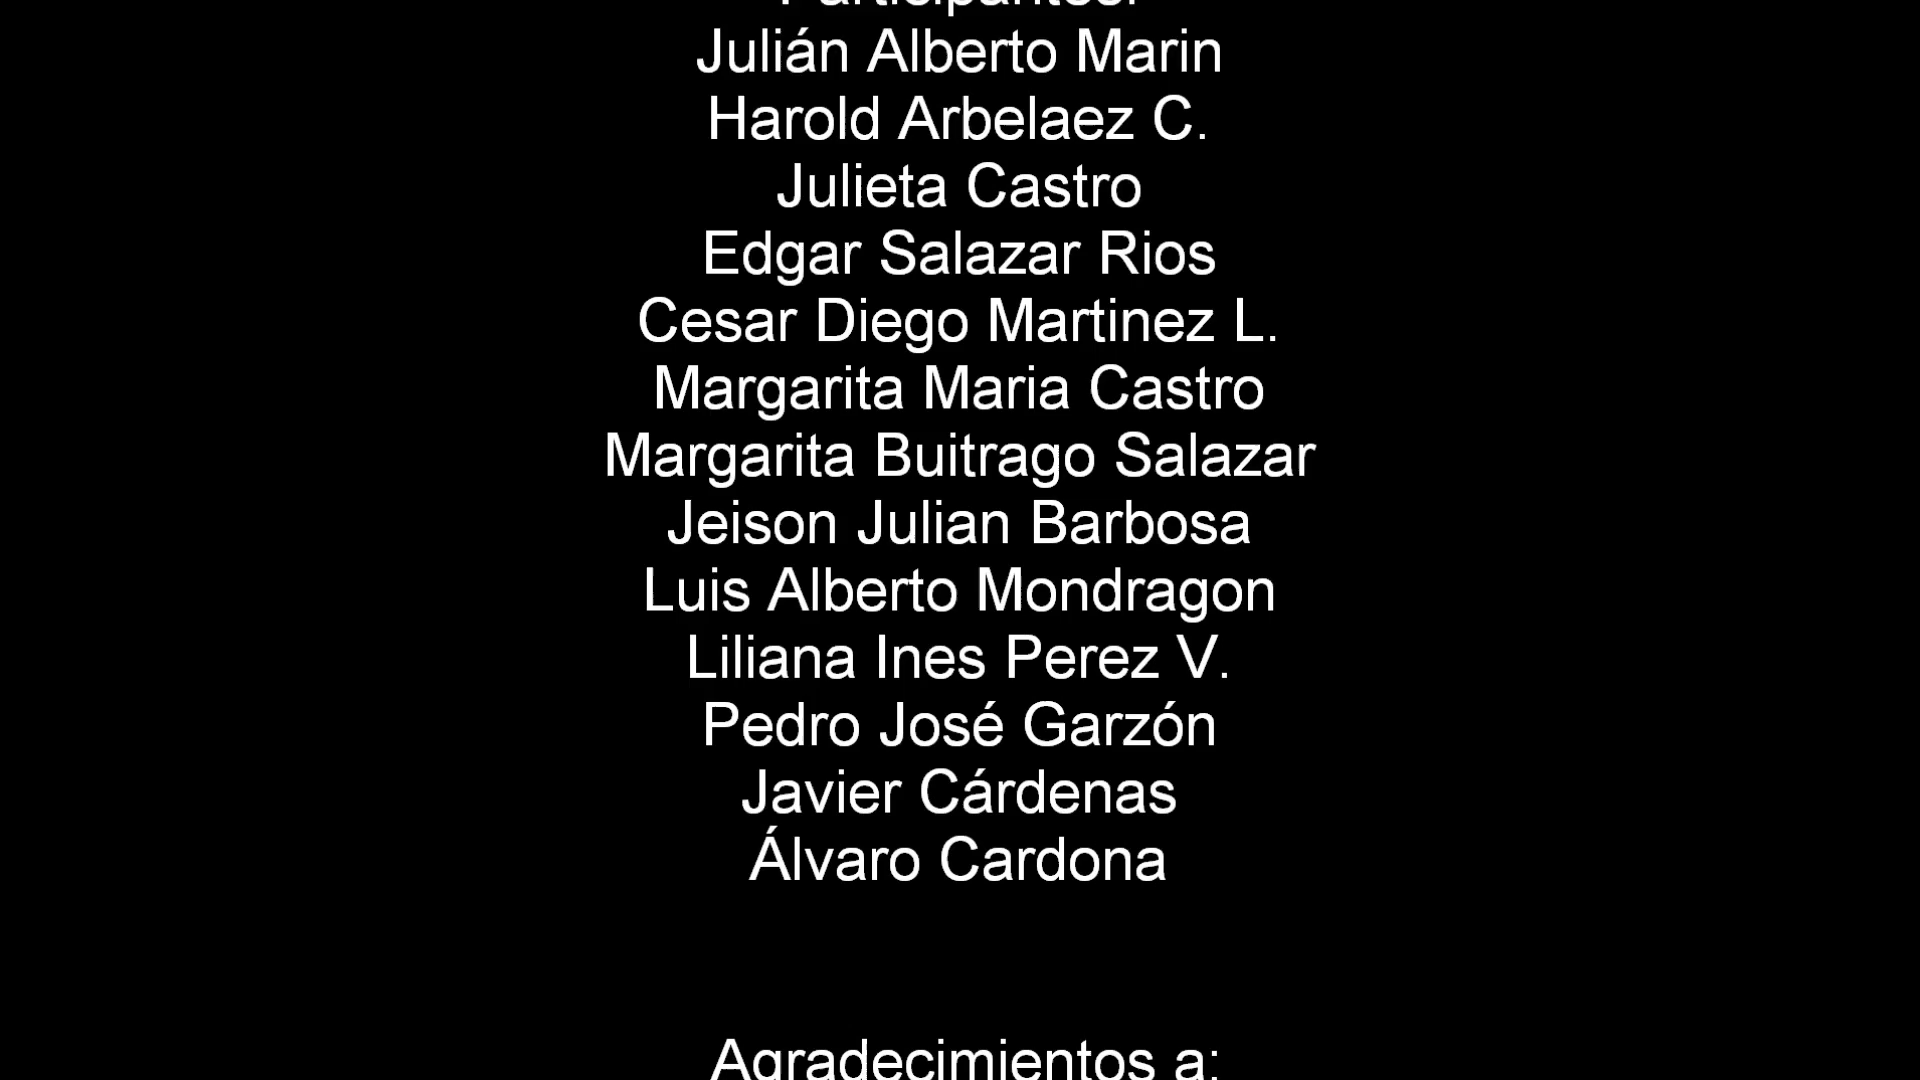 Participantes:
Julián Alberto Marin
Harold Arbelaez C.
Julieta Castro
Edgar Salazar Rios
Cesar Diego Martinez L.
Margarita Maria Castro
Margarita Buitrago Salazar
Jeison Julian Barbosa
Luis Alberto Mondragon
Liliana Ines Perez V.
Pedro José Garzón
Javier Cárdenas
Álvaro Cardona
Agradecimientos a: